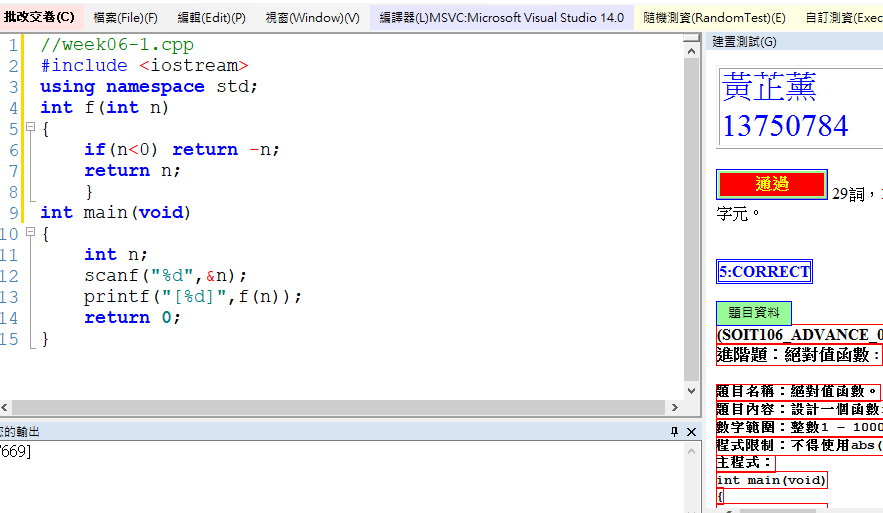 批改交卷(C) 檔案(File)(F) 編輯(Edit)(P) 視窗(Window)(V) 編譯器(L)MSVC:Microsoft Visual Studio 14.0 隨機測資(RandomTest)(E) 自訂測資(Exec
建置測試(G)
1 //week06-1.cpp
2 #include <iostream>
3 using namespace std;
4 int f(int n)
5 {
6 if(n<0) return -n;
7 return n;
8 }
9 int main(void)
10 {
11 int n;
12 scanf("%d",&n);
13 printf("[%d]",f(n));
14 return 0;
15 }
的輸出
669]
黃芷薰
13750784
通過 29詞，
字元。
5:CORRECT
題目資料
(SOIT106_ADVANCE_0
進階題：絕對值函數：
題目名稱：絕對值函數。
題目內容：設計一個函數
數字範圍：整數1 - 1000
程式限制：不得使用abs(
主程式：
int main(void)
{